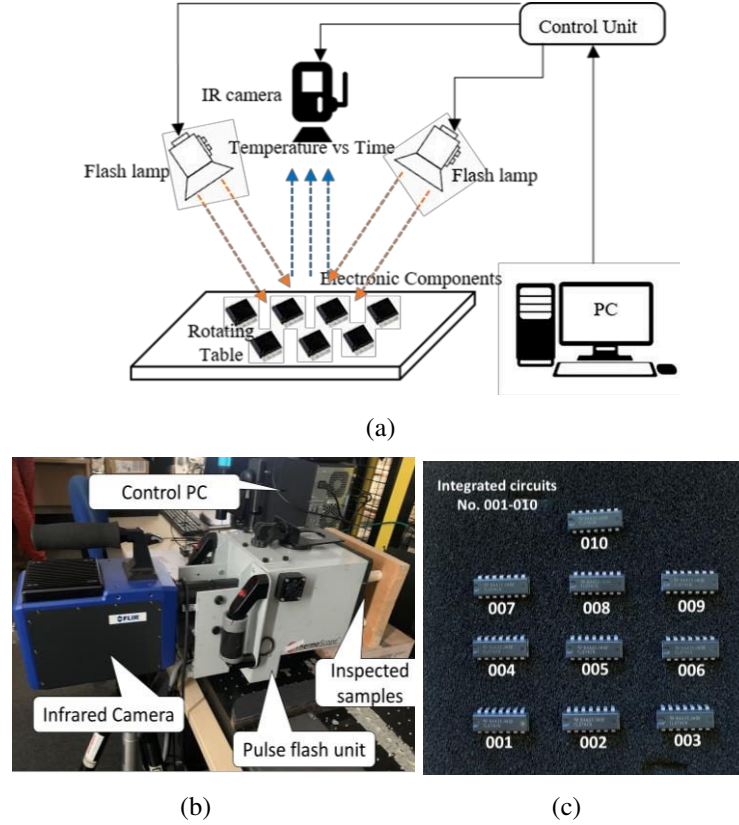 Control Unit
IR camera
Temperature vs Time
Flash lamp
Flash lamp
Electronic Components
PC
Rotating
Table
(a)
Control PC
FLIR
Inspected
samples
Infrared Camera
Pulse flash unit
(b)
Integrated circuits
No. 001-010
010
007
008
009
004
005
006
001
002
003
(c)